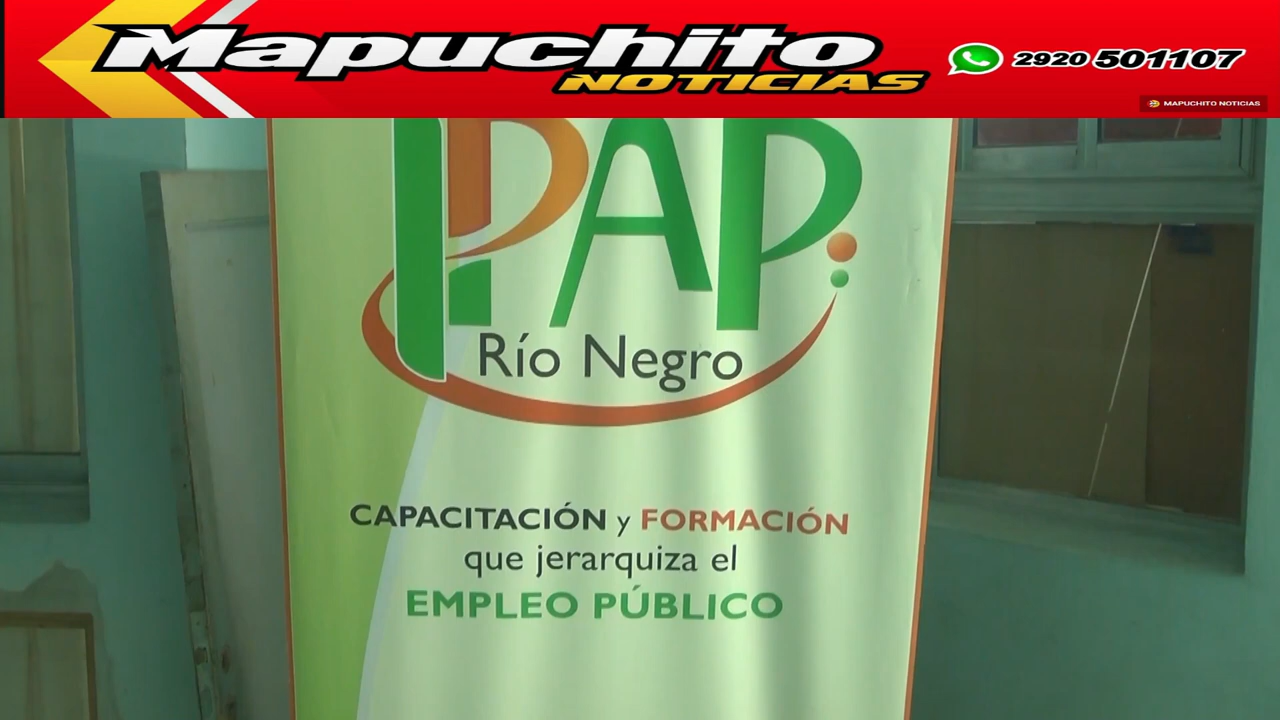 Mapuchito
NOTICIAS
2920 501107
MAPUCHITO NOTICIAS
IPAP
Río Negro
CAPACITACIÓN y FORMACIÓN
que jerarquiza el
EMPLEO PÚBLICO